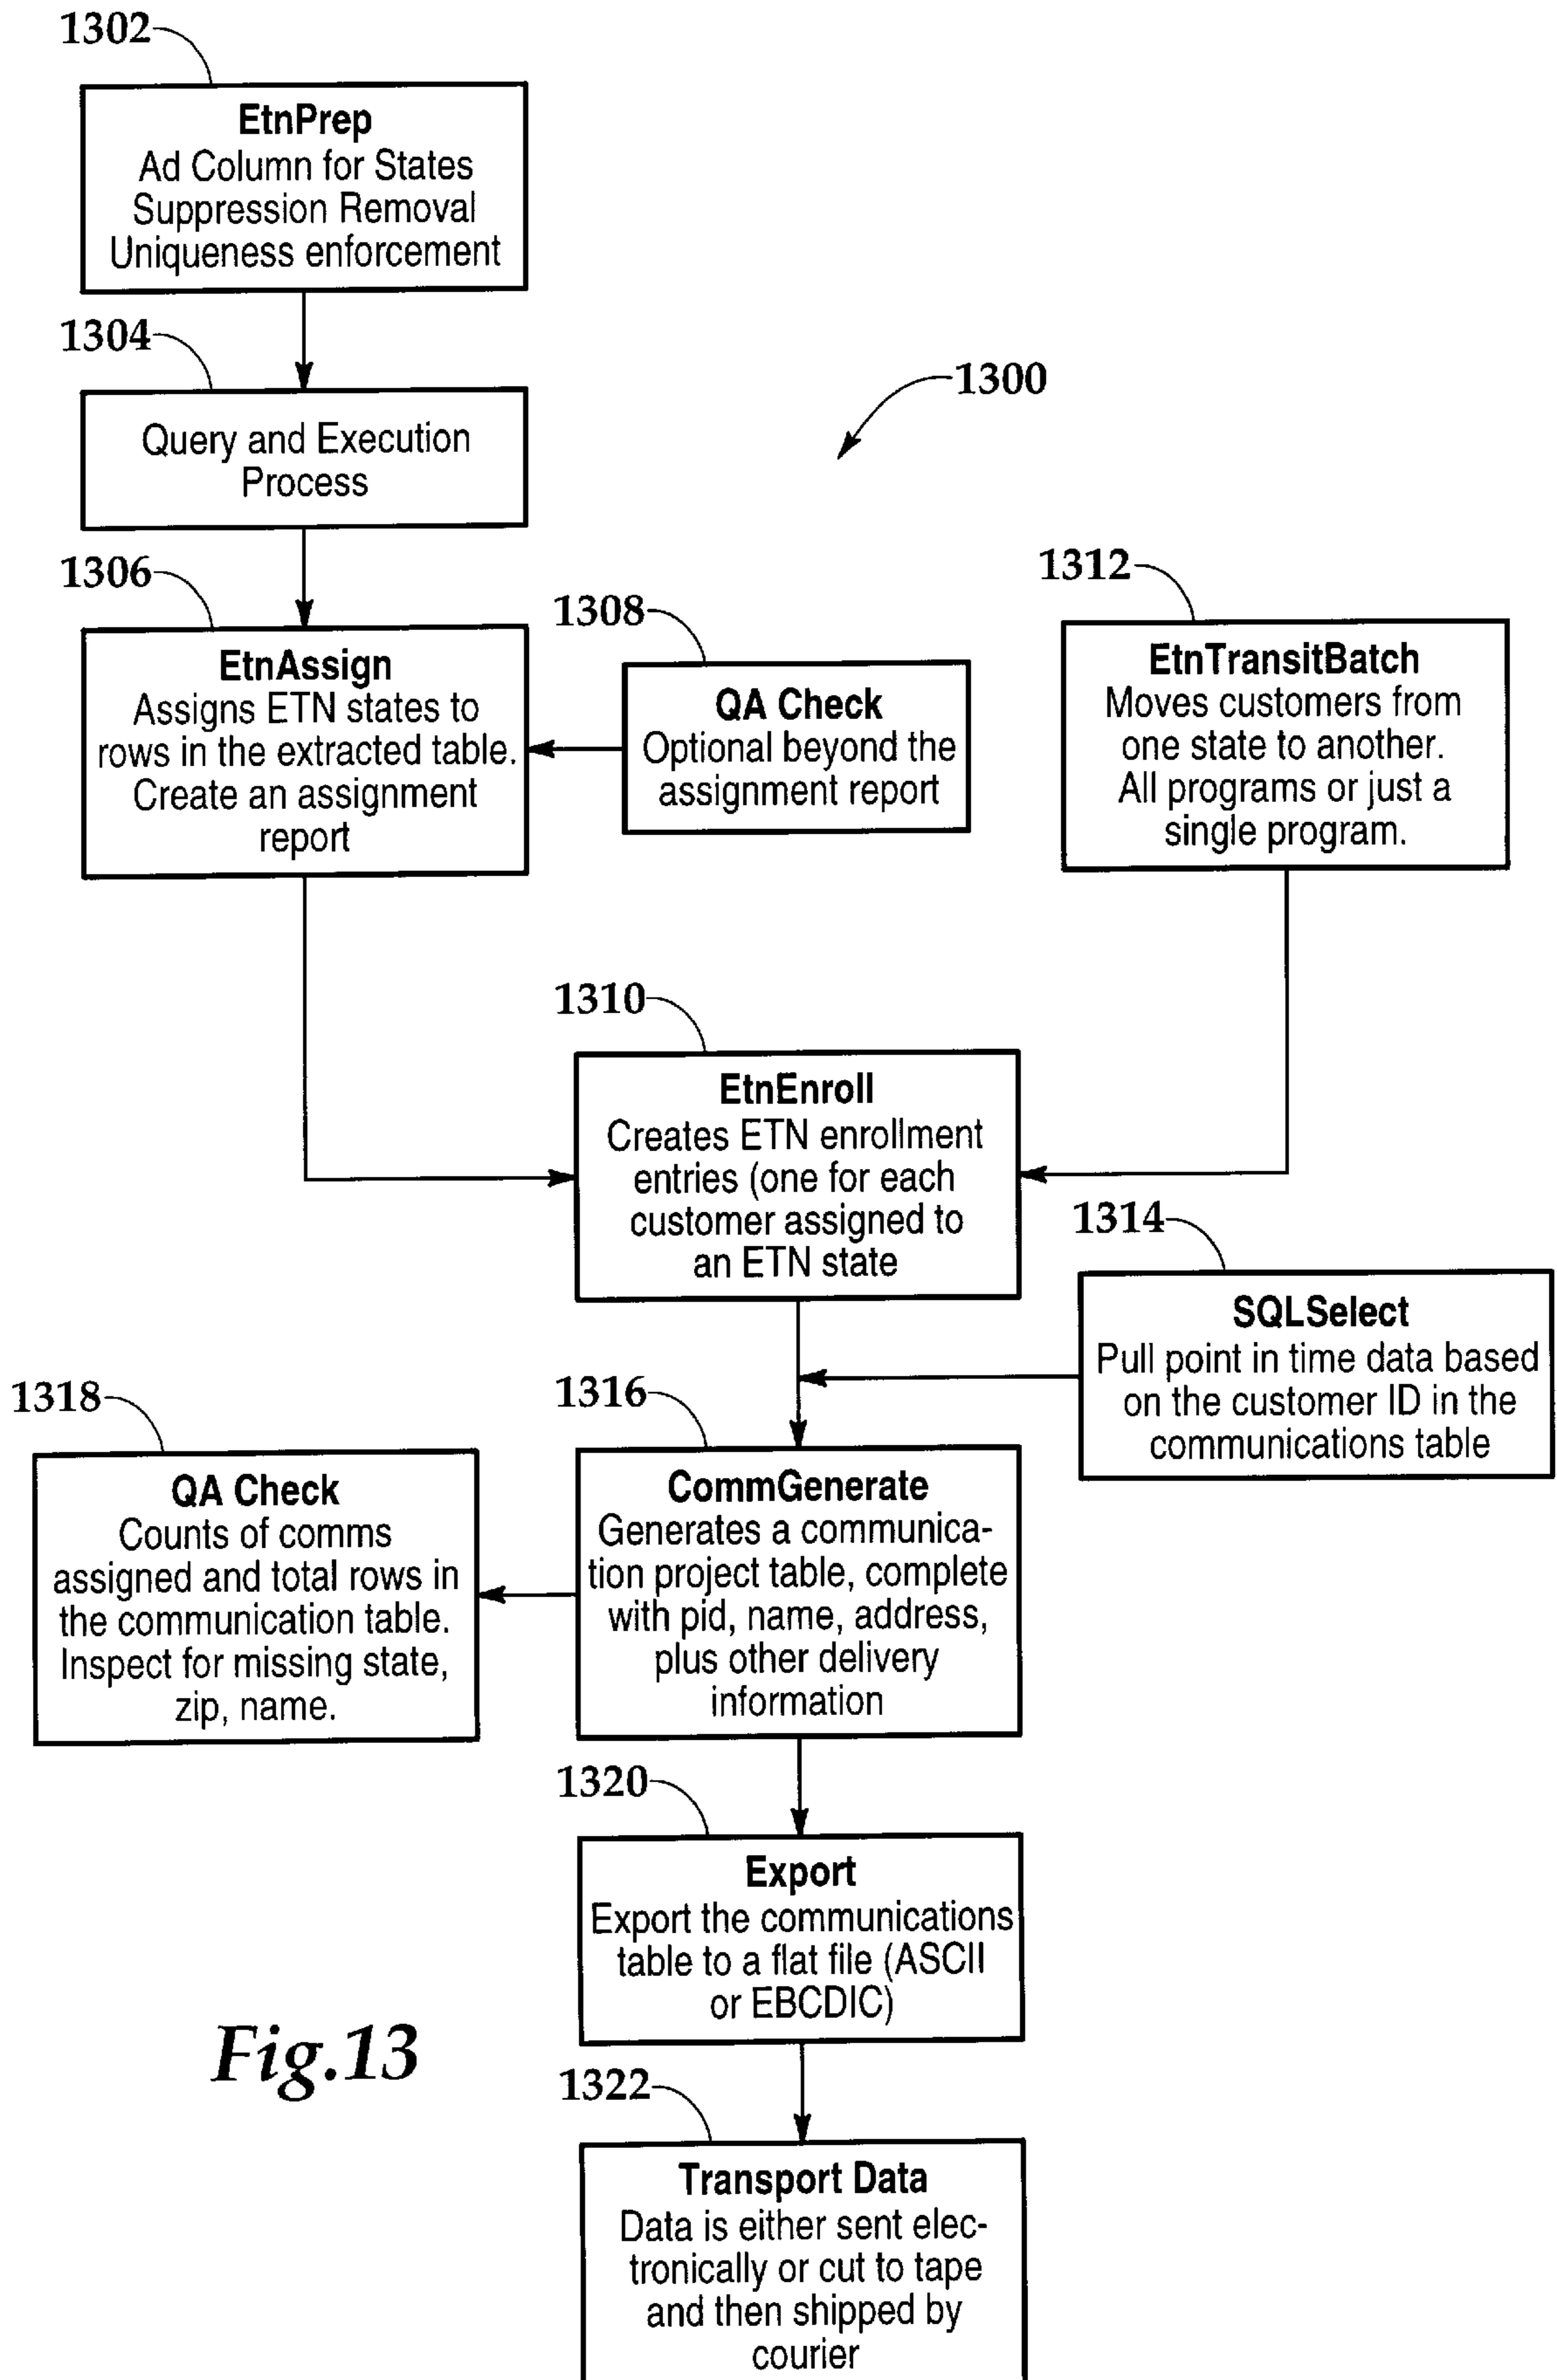 1302
EtnPrep
Ad Column for States
Suppression Removal
Uniqueness enforcement
1304
Query and Execution
Process
1300
1306
EtnAssign
Assigns ETN states to
rows in the extracted table.
Create an assignment
report
1308
QA Check
Optional beyond the
assignment report
1312
EtnTransitBatch
Moves customers from
one state to another.
All programs or just a
single program.
1310
EtnEnroll
Creates ETN enrollment
entries (one for each
customer assigned to
an ETN state
1314
SQLSelect
Pull point in time data based
on the customer ID in the
communications table
1318
QA Check
Counts of comms
assigned and total rows in
the communication table.
Inspect for missing state,
zip, name.
1316
CommGenerate
Generates a communica-
tion project table, complete
with pid, name, address,
plus other delivery
information
1320
Export
Export the communications
table to a flat file (ASCII
or EBCDIC)
Fig.13
1322
Transport Data
Data is either sent elec-
tronically or cut to tape
and then shipped by
courier